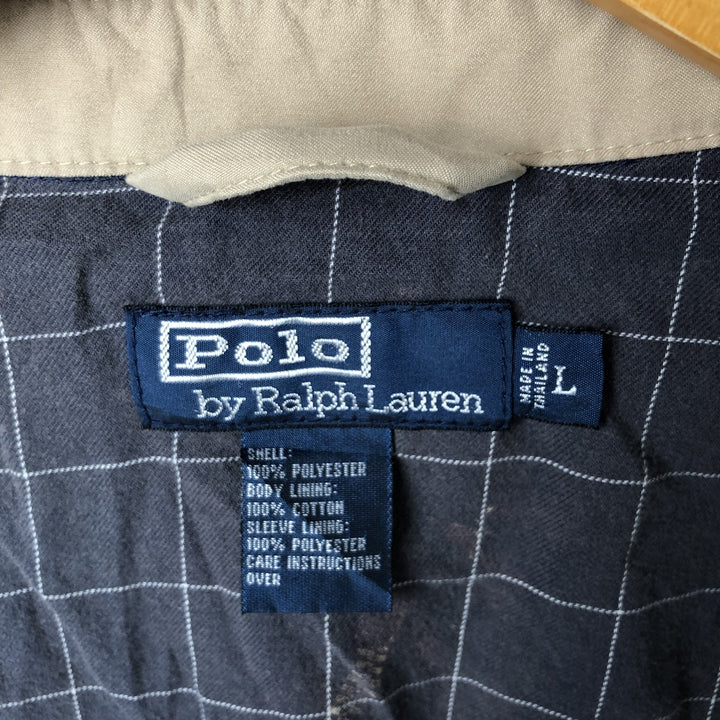 Polo
by Ralph Lauren
MADE IN
THAILAND
L
SHELL:
100% POLYESTER
BODY LINING:
100% COTTON
SLEEVE LINING:
100% POLYESTER
CARE INSTRUCTIONS
OVER